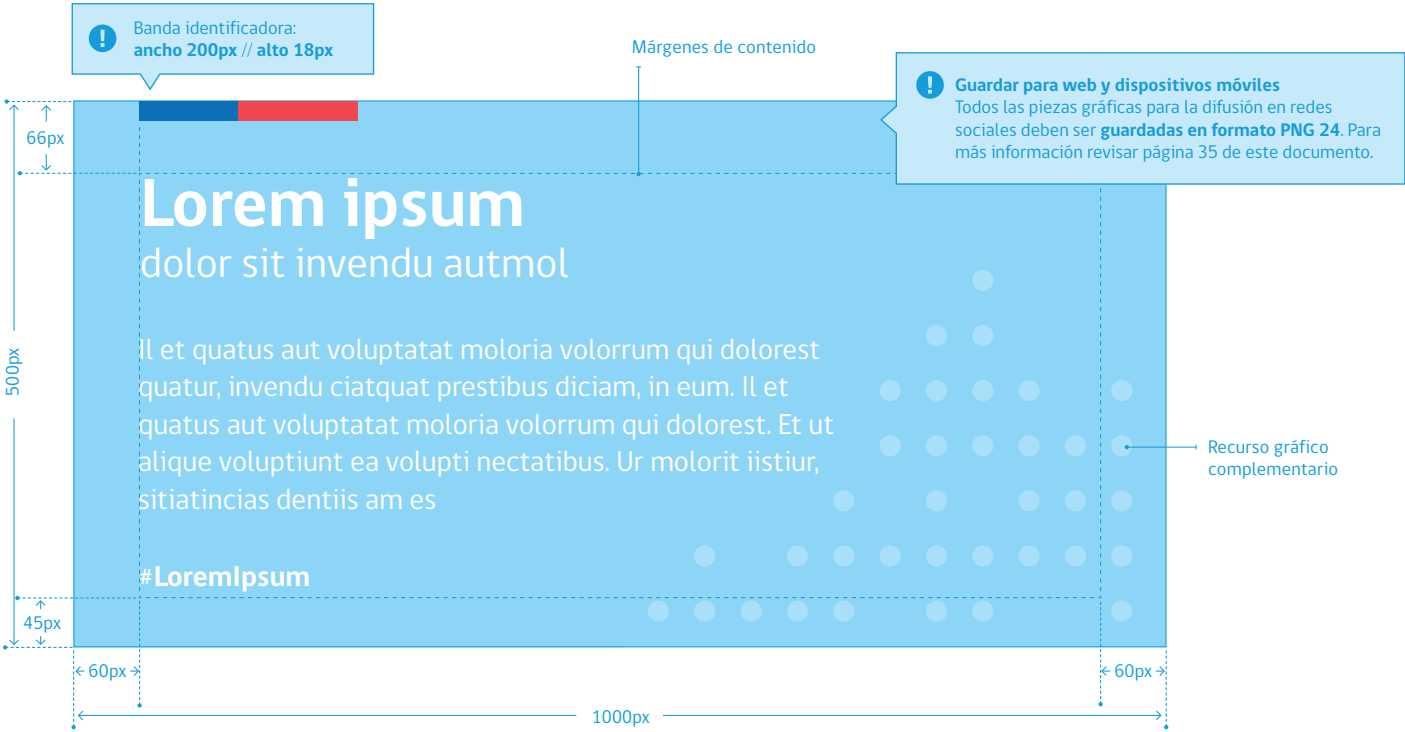 Banda identificadora:
ancho 200px // alto 18px
Márgenes de contenido
Guardar para web y dispositivos móviles
Todos las piezas gráficas para la difusión en redes
sociales deben ser guardadas en formato PNG 24. Para
más información revisar página 35 de este documento.
66px
Lorem ipsum
dolor sit invendu autmol
500px
Il et quatus aut voluptatat moloria volorrum qui dolorest
quatur, invendu ciatquat prestibus diciam, in eum. Il et
quatus aut voluptatat moloria volorrum qui dolorest. Et ut
alique voluptiunt ea volupti nectatibus. Ur molorit iistiur,
sitiatincias dentiis am es
Recurso gráfico
complementario
#LoremIpsum
45px
60px
60px
1000px